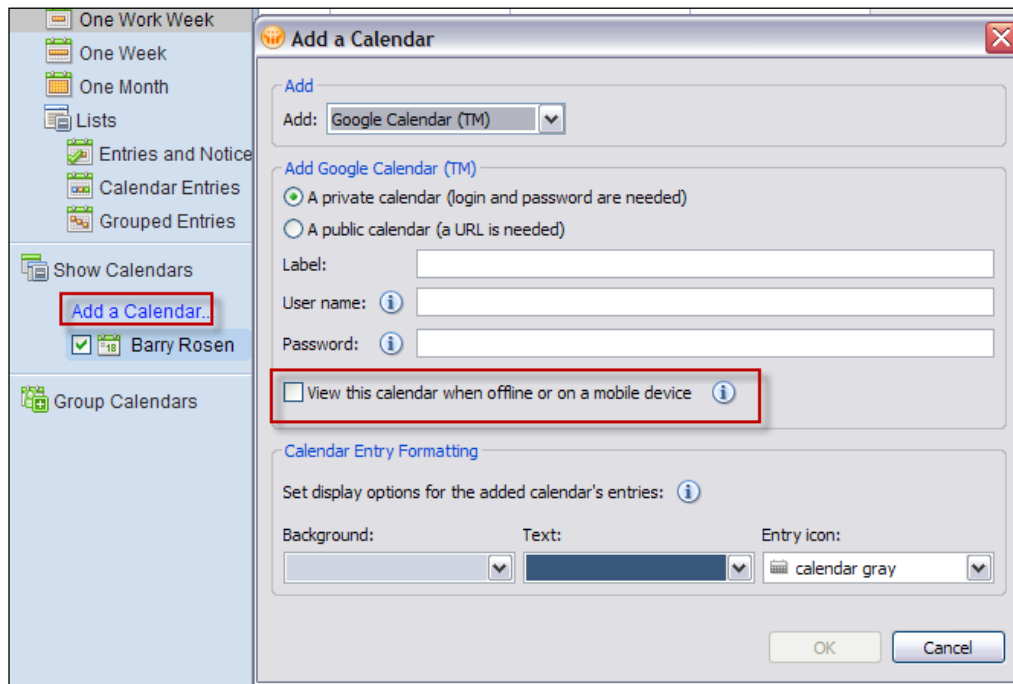 One Work Week
One Week
One Month
Lists
Entries and Notice
Calendar Entries
Grouped Entries
Show Calendars
Add a Calendar..
18 Barry Rosen
Group Calendars
Add a Calendar
Add
Add: Google Calendar (TM)
Add Google Calendar (TM)
A private calendar (login and password are needed)
A public calendar (a URL is needed)
Label:
User name:
Password:
View this calendar when offline or on a mobile device
Calendar Entry Formatting
Set display options for the added calendar's entries:
Background: Text: Entry icon:
calendar gray
OK Cancel